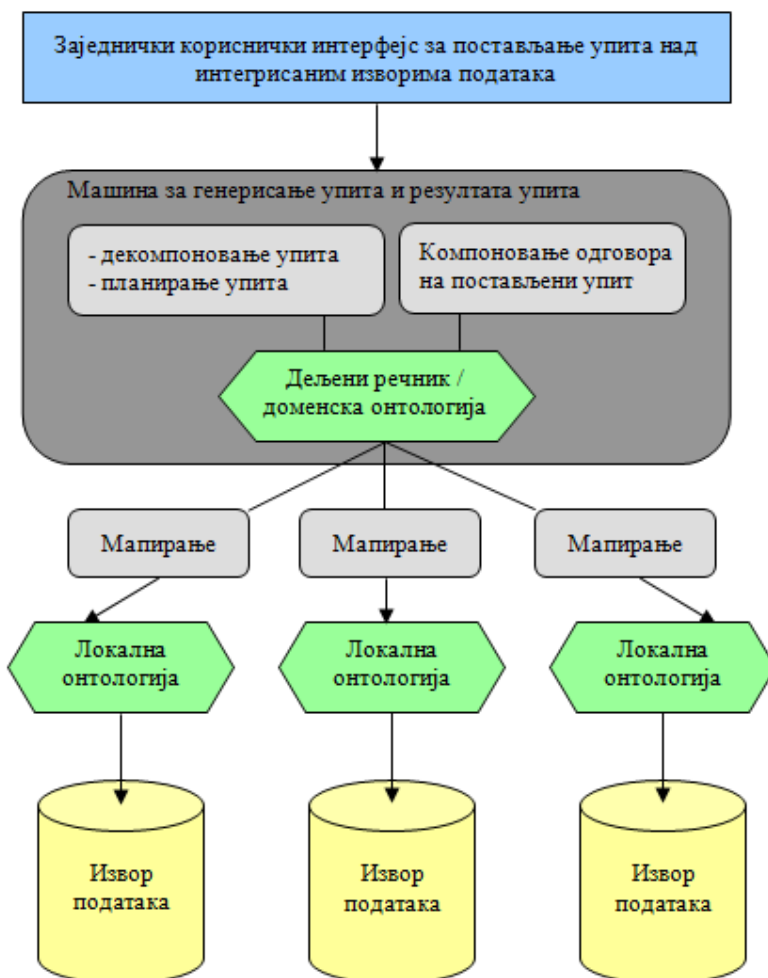 Заједнички кориснички интерфејс за постављање упита над
интегрисаним изворима података
Машина за генерисање упита и резултата упита
- декомпоновање упита
- планирање упита
Компоновање одговора
на постављени упит
Дељени речник /
доменска онтологија
Мапирање
Мапирање
Мапирање
Локална
онтологија
Локална
онтологија
Локална
онтологија
Извор
података
Извор
података
Извор
података